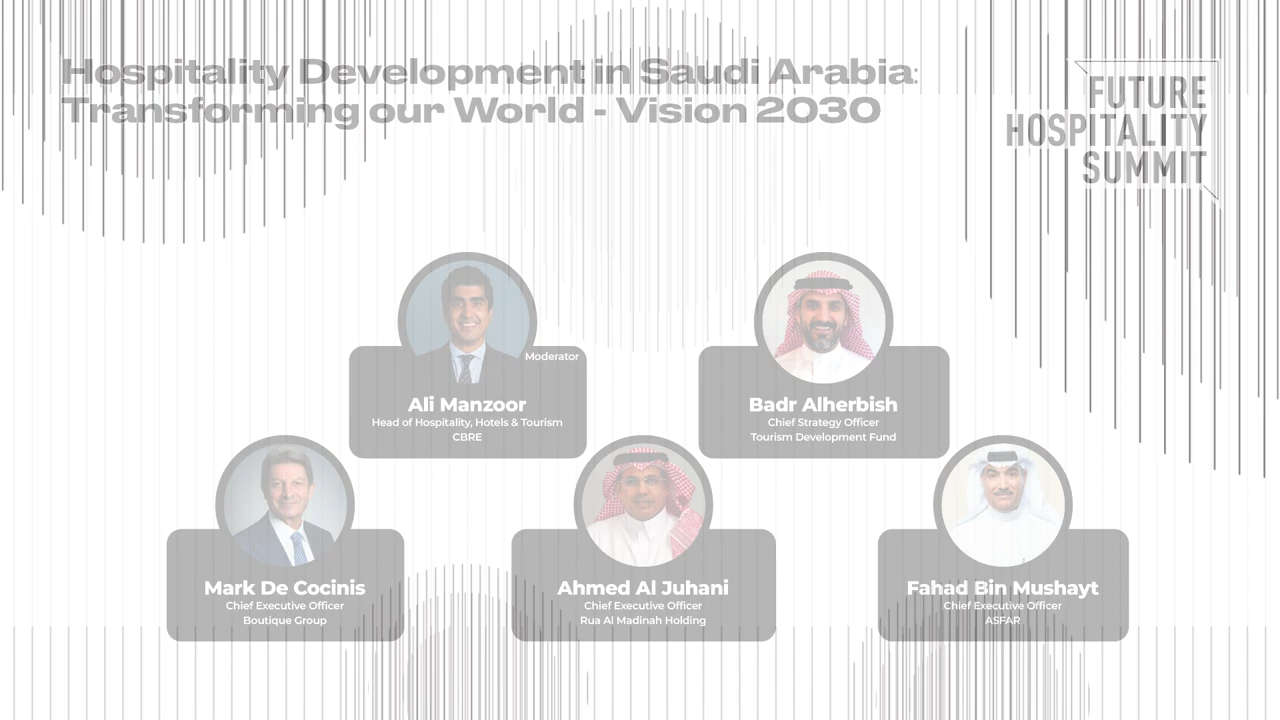 Hospitality Development in Saudi Arabia:
Transforming our World - Vision 2030
FUTURE
HOSPITALITY
SUMMIT
Moderator
Ali Manzoor
Head of Hospitality, Hotels & Tourism
CBRE
Badr Alherbish
Chief Strategy Officer
Tourism Development Fund
Mark De Cocinis
Chief Executive Officer
Boutique Group
Ahmed Al Juhani
Chief Executive Officer
Rua Al Madinah Holding
Fahad Bin Mushayt
Chief Executive Officer
ASFAR